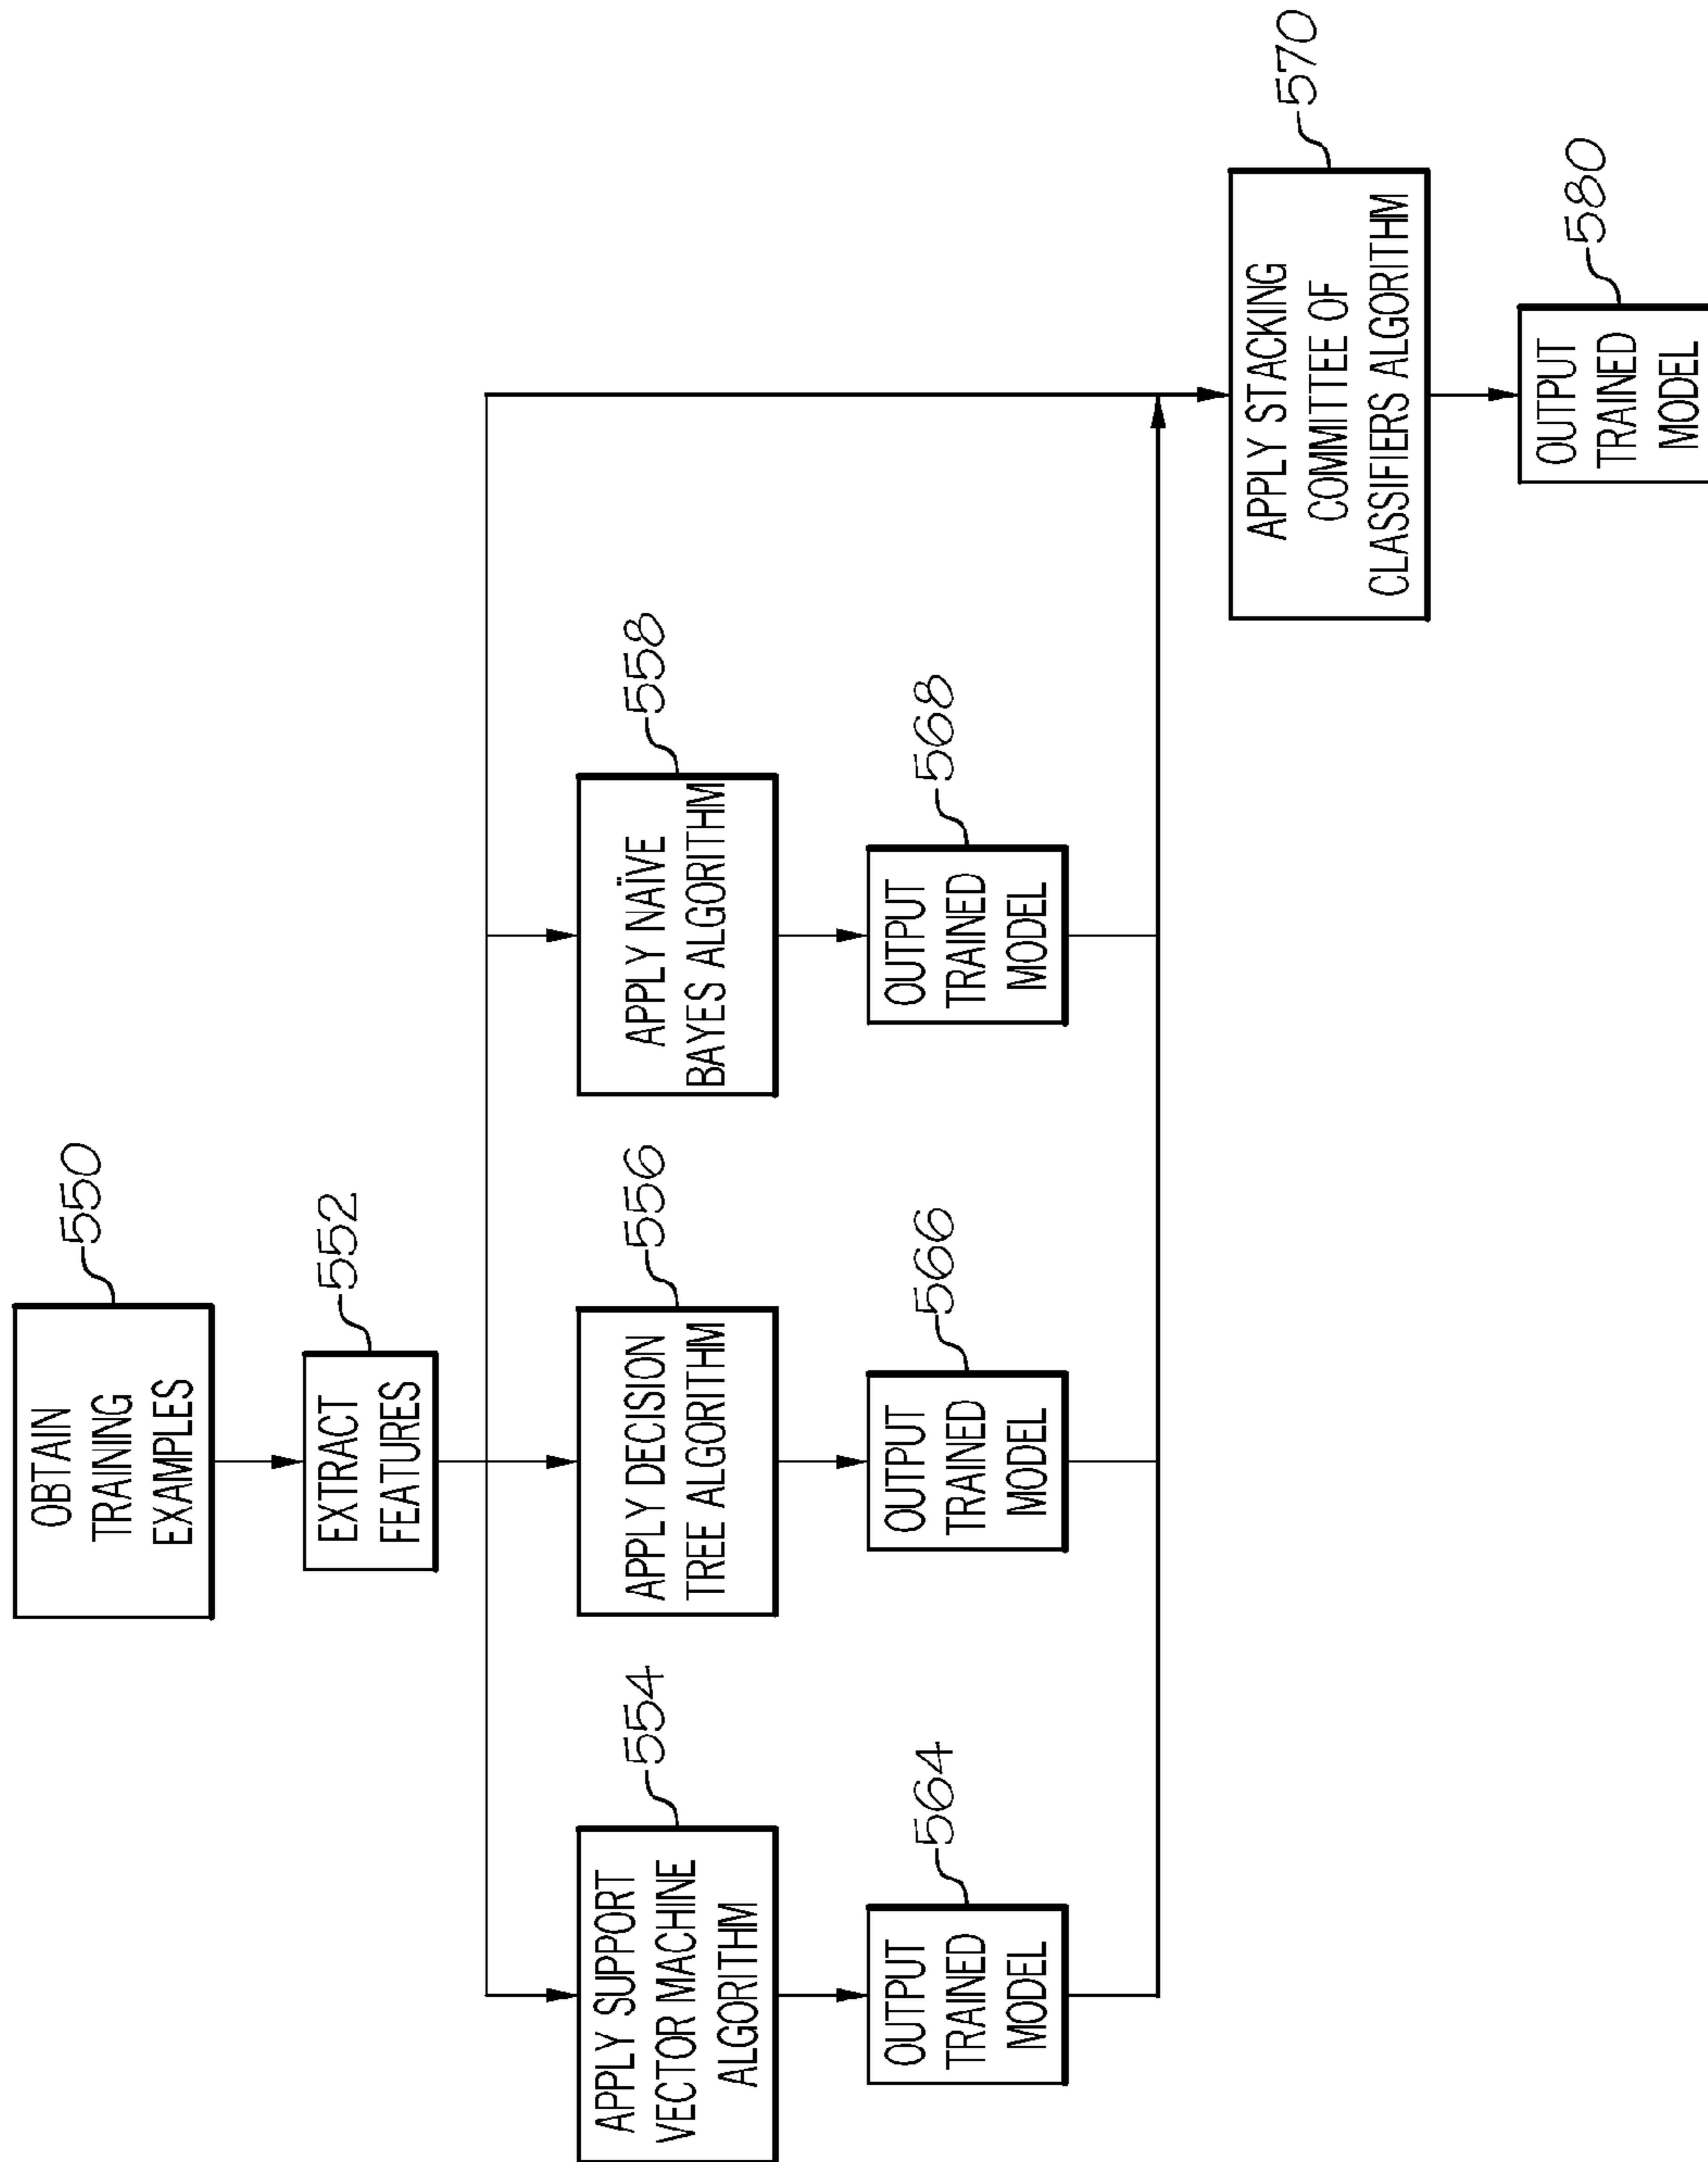 OBTAIN
TRAINING
EXAMPLES
550
EXTRACT
FEATURES
552
APPLY SUPPORT
VECTOR MACHINE
ALGORITHM
554
APPLY DECISION
TREE ALGORITHM
556
APPLY NAÏVE
BAYES ALGORITHM
558
OUTPUT
TRAINED
MODEL
564
OUTPUT
TRAINED
MODEL
566
OUTPUT
TRAINED
MODEL
568
APPLY STACKING
COMMITTEE OF
CLASSIFIERS ALGORITHM
570
OUTPUT
TRAINED
MODEL
580